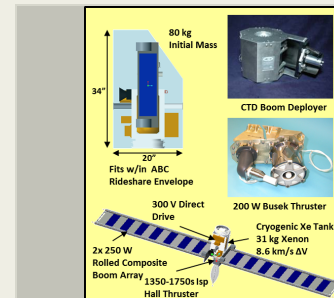 80 kg
Initial Mass
34"
20"
Fits w/in ABC
Rideshare Envelope
CTD Boom Deployer
200 W Busek Thruster
300 V Direct
Drive
Cryogenic Xe Tank
31 kg Xenon
8.6 km/s ΔV
2x 250 W
Rolled Composite
Boom Array
1350-1750s Isp
Hall Thruster